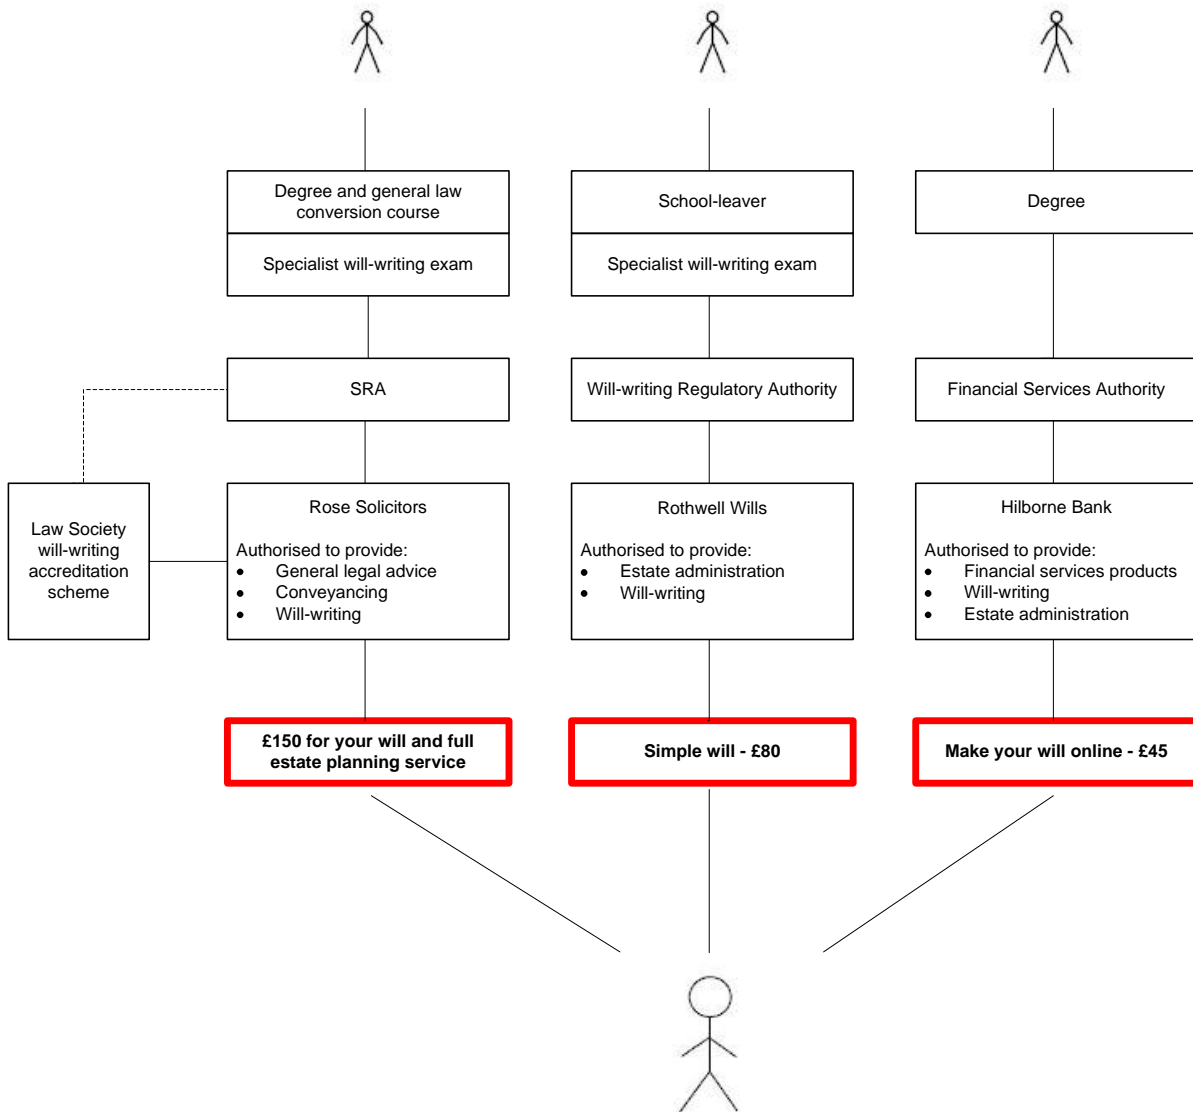 Degree and general law
conversion course
Specialist will-writing exam
School-leaver
Specialist will-writing exam
Degree
SRA
Will-writing Regulatory Authority
Financial Services Authority
Law Society
will-writing
accreditation
scheme
Rose Solicitors
Authorised to provide:
• General legal advice
• Conveyancing
• Will-writing
Rothwell Wills
Authorised to provide:
• Estate administration
• Will-writing
Hilborne Bank
Authorised to provide:
• Financial services products
• Will-writing
• Estate administration
£150 for your will and full
estate planning service
Simple will - £80
Make your will online - £45